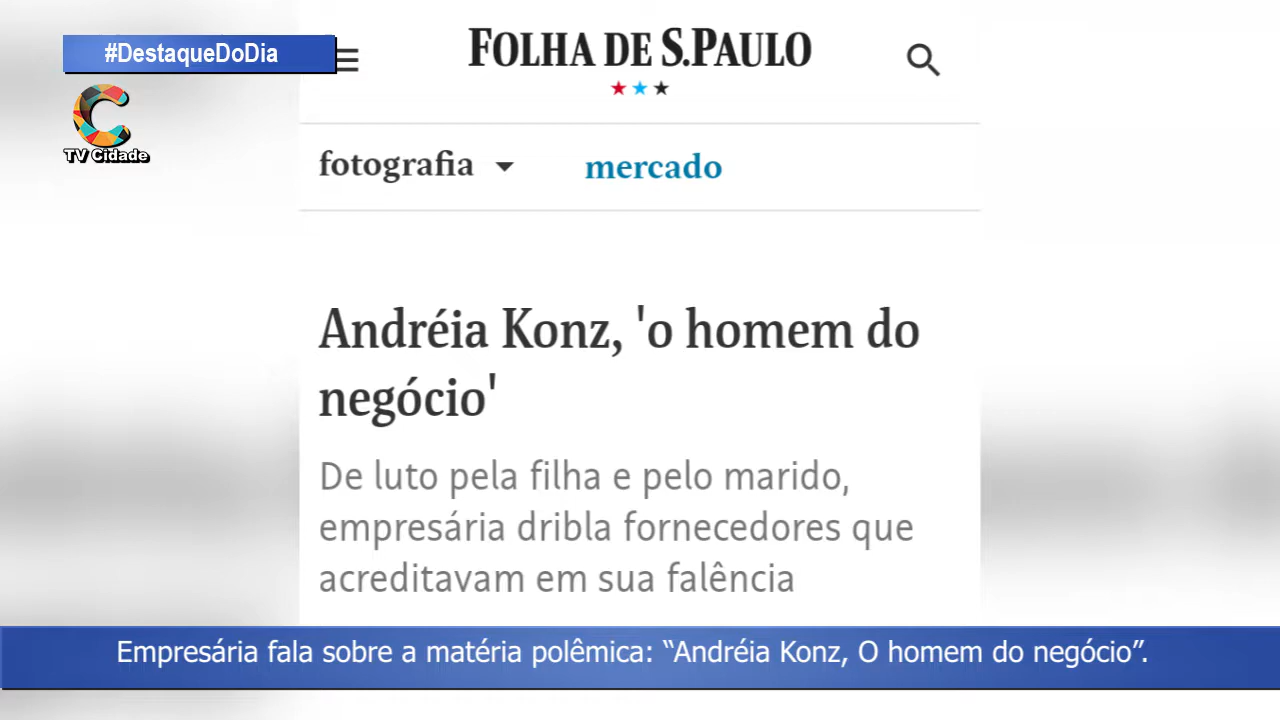 #DestaqueDoDia
FOLHA DE S.PAULO
TV Cidade
fotografia
mercado
Andréia Konz, 'o homem do
negócio'
De luto pela filha e pelo marido,
empresária dribla fornecedores que
acreditavam em sua falência
Empresária fala sobre a matéria polêmica: “Andréia Konz, O homem do negócio”.